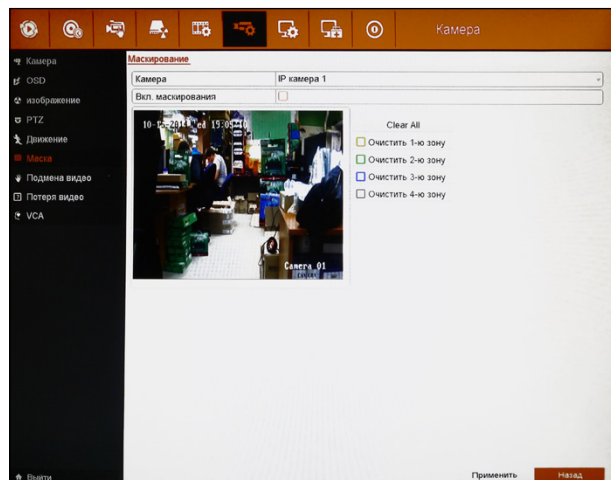 Камера
Камера
OSD
изображение
PTZ
Движение
Маска
Подмена видео
Потеря видео
VCA
Выйти
Маскирование
Камера IP камера 1
Вкл. маскирования
Camera 01
Clear All
Очистить 1-ю зону
Очистить 2-ю зону
Очистить 3-ю зону
Очистить 4-ю зону
Применить Назад